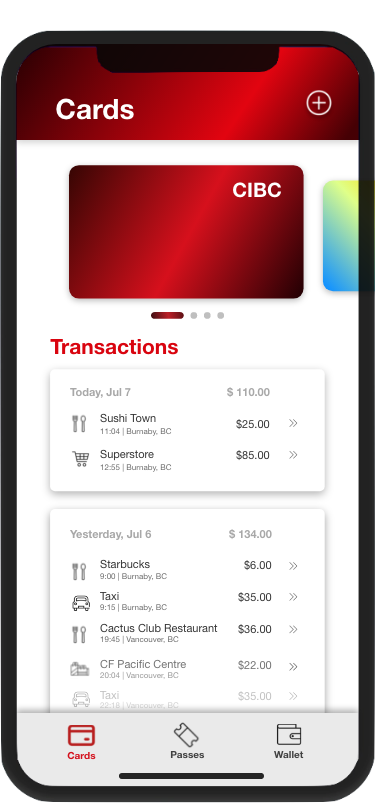 Cards
CIBC
Transactions
Today, Jul 7 $ 110.00
Sushi Town $25.00
11:04 | Burnaby, BC
Superstore $85.00
12:55 | Burnaby, BC
Yesterday, Jul 6 $ 134.00
Starbucks $6.00
9:00 | Burnaby, BC
Taxi $35.00
9:15 | Burnaby, BC
Cactus Club Restaurant $36.00
19:45 | Vancouver, BC
CF Pacific Centre $22.00
20:04 | Vancouver, BC
Taxi $35.00
22:18 | Vancouver, BC
Cards Passes Wallet